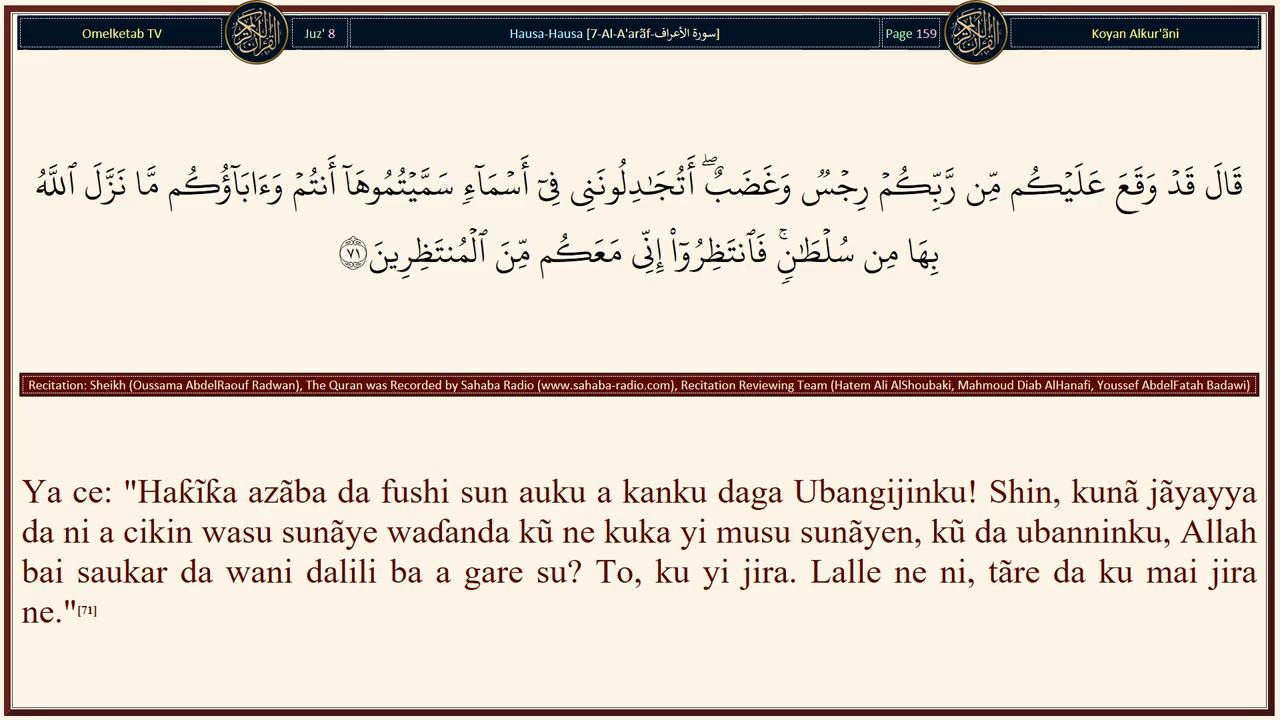 Omelketab TV
Juz' 8
Hausa-Hausa [7-Al-A'arãf-سورة الأعراف]
Page 159
Koyan Alƙur'ãni
قَالَ قَدۡ وَقَعَ عَلَيۡكُم مِّن رَّبِّكُمۡ رِجۡسٞ وَغَضَبٌۖ أَتُجَٰدِلُونَنِي فِيٓ أَسۡمَآءٖ سَمَّيۡتُمُوهَآ أَنتُمۡ وَءَابَآؤُكُم مَّا نَزَّلَ ٱللَّهُ
بِهَا مِن سُلۡطَٰنٖۚ فَٱنتَظِرُوٓاْ إِنِّي مَعَكُم مِّنَ ٱلۡمُنتَظِرِينَ ٧١
Recitation: Sheikh (Oussama AbdelRaouf Radwan), The Quran was Recorded by Sahaba Radio (www.sahaba-radio.com), Recitation Reviewing Team (Hatem Ali AlShoubaki, Mahmoud Diab AlHanafi, Youssef AbdelFatah Badawi)
Ya ce: "Haƙĩƙa azãba da fushi sun auku a kanku daga Ubangijinku! Shin, kunã jãyayya
da ni a cikin wasu sunãye waɗanda kũ ne kuka yi musu sunãyen, kũ da ubanninku, Allah
bai saukar da wani dalili ba a gare su? To, ku yi jira. Lalle ne ni, tãre da ku mai jira
ne."[71]